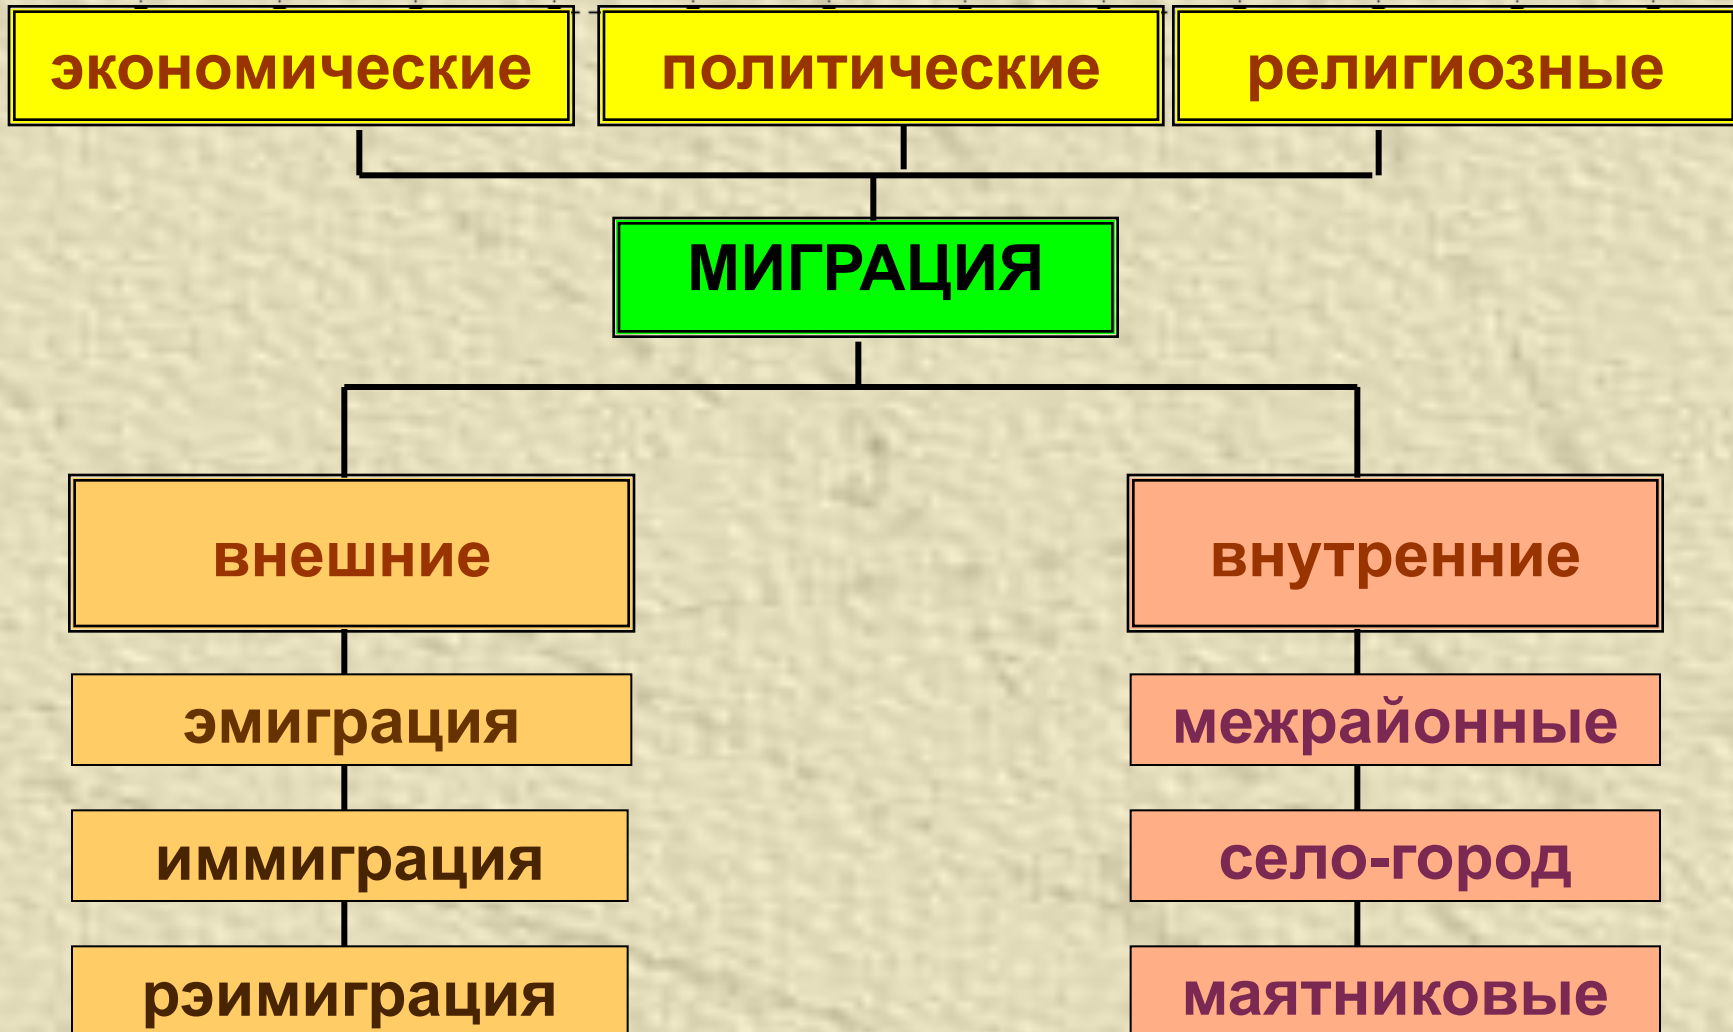 экономические
политические
религиозные
МИГРАЦИЯ
внешние
внутренние
эмиграция
межрайонные
иммиграция
село-город
рэимиграция
маятниковые